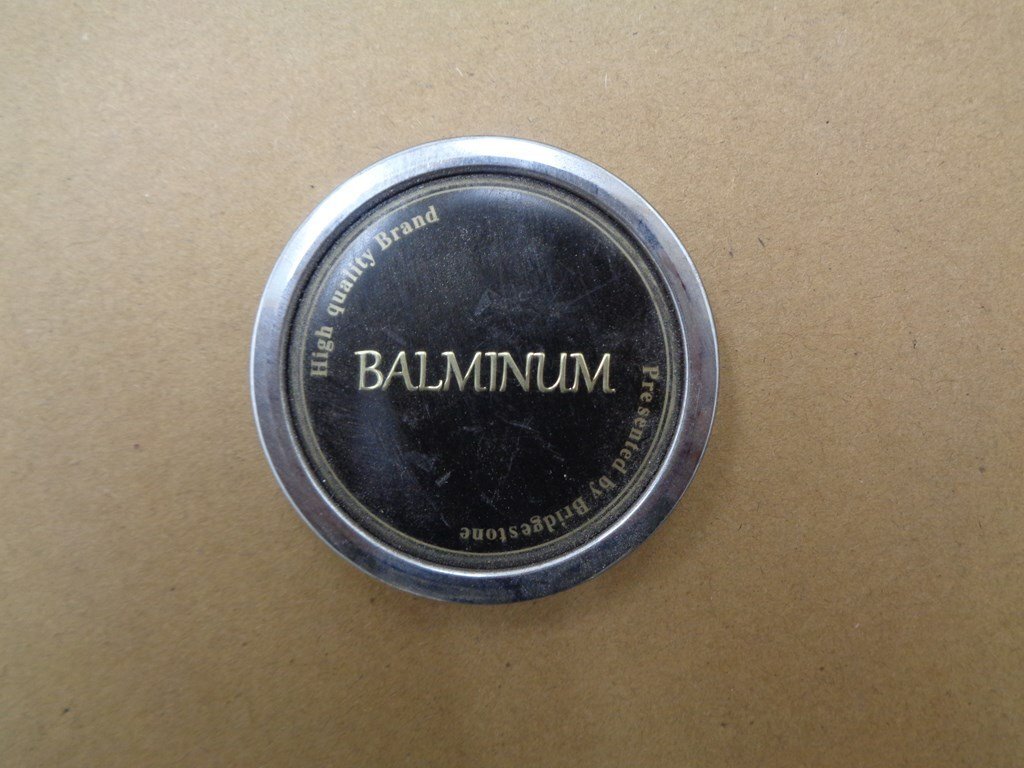 High quality Brand
BALMINUM
Presented by Bridgestone